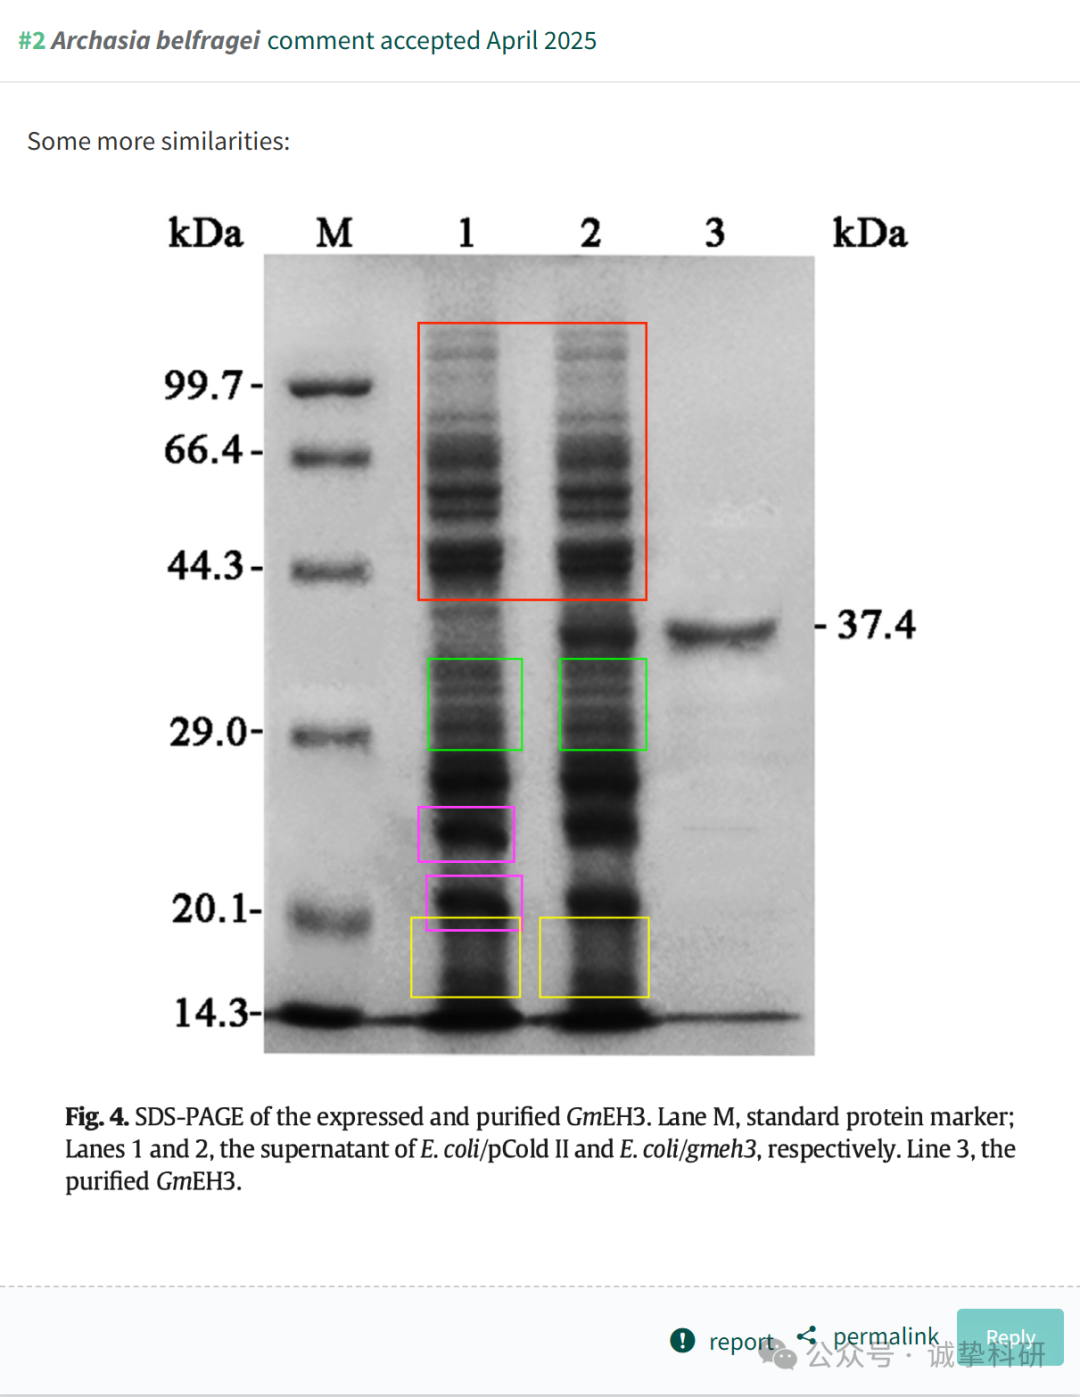 #2 Archasia belfragei comment accepted April 2025
Some more similarities:
kDa M 1 2 3 kDa
99.7-
66.4-
44.3-
-37.4
29.0-
20.1-
14.3-
Fig. 4. SDS-PAGE of the expressed and purified GmEH3. Lane M, standard protein marker;
Lanes 1 and 2, the supernatant of E. coli/pCold II and E. coli/gmeh3, respectively. Line 3, the
purified GmEH3.
! report permalink Reply
公众号 · 诚挚科研